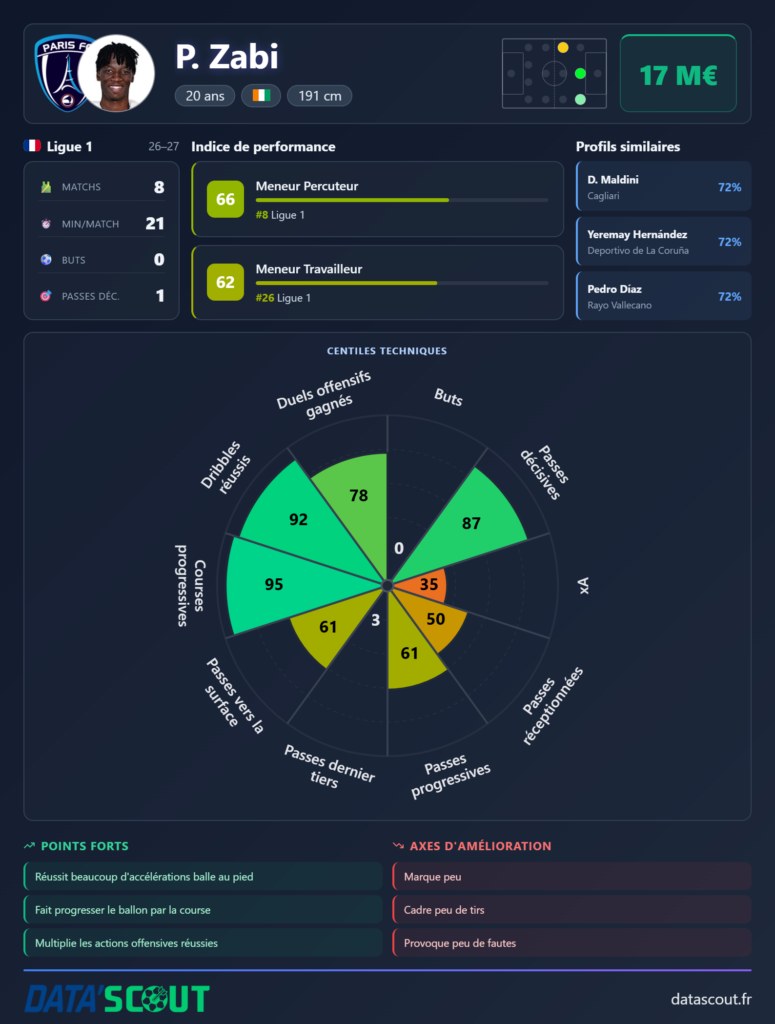 PARIS F
P. Zabi
20 ans
191 cm
17 M€
Ligue 1
26–27
MATCHS
8
MIN/MATCH
21
BUTS
0
PASSES DÉC.
1
Indice de performance
66
Meneur Percuteur
#8 Ligue 1
62
Meneur Travailleur
#26 Ligue 1
Profils similaires
D. Maldini
Cagliari
72%
Yeremay Hernández
Deportivo de La Coruña
72%
Pedro Díaz
Rayo Vallecano
72%
CENTILES TECHNIQUES
Duels offensifs
gagnés
Buts
Passes
décisives
xA
Passes
réceptionnées
Passes
progressives
Passes dernier
tiers
Passes vers la
surface
Courses
progressives
Dribbles
réussis
78
0
87
35
50
61
3
61
95
92
POINTS FORTS
Réussit beaucoup d'accélérations balle au pied
Fait progresser le ballon par la course
Multiplie les actions offensives réussies
AXES D'AMÉLIORATION
Marque peu
Cadre peu de tirs
Provoque peu de fautes
DATA'SCOUT
datascout.fr